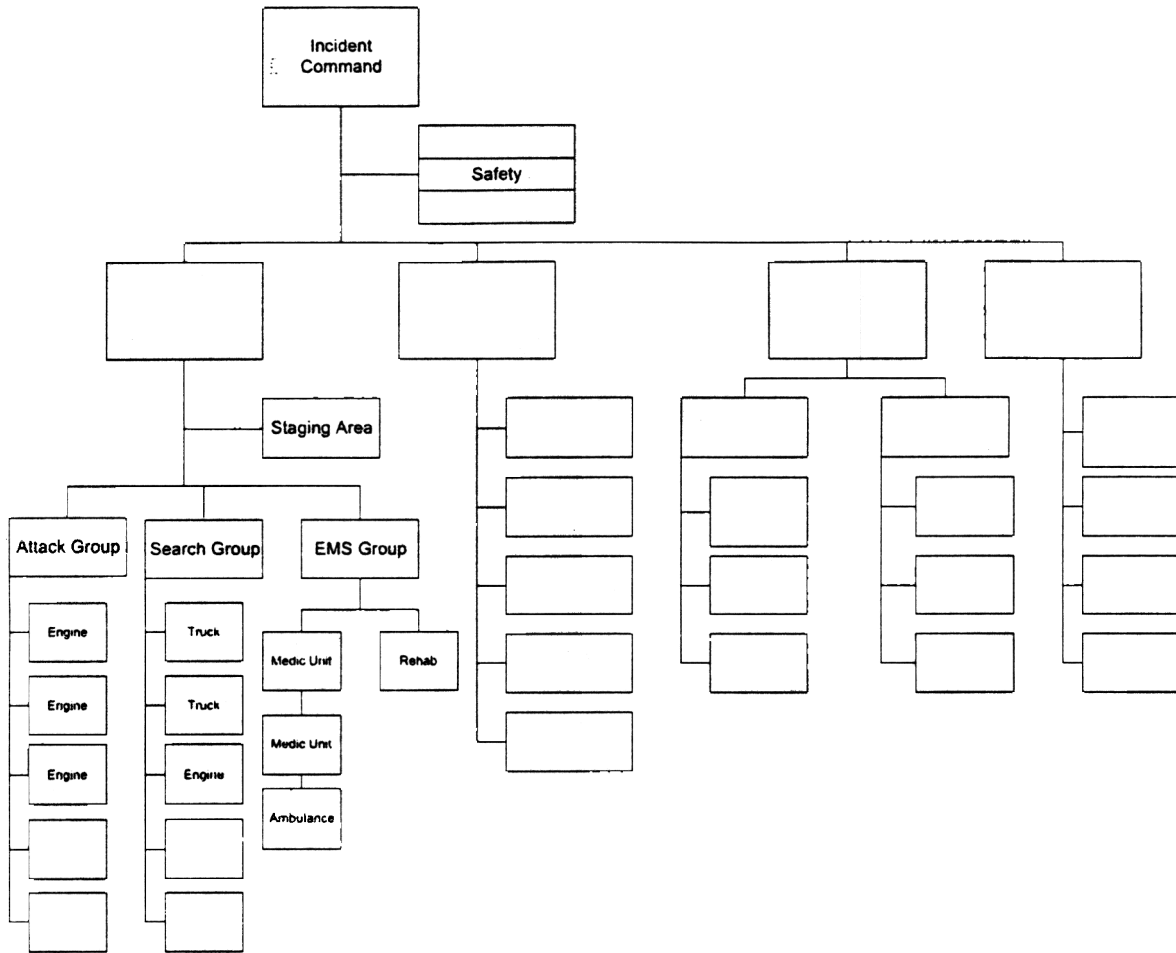 Incident
Command
Safety
Staging Area
Attack Group
Search Group
EMS Group
Engine
Truck
Medic Unit
Rehab
Engine
Truck
Medic Unit
Engine
Engine
Ambulance